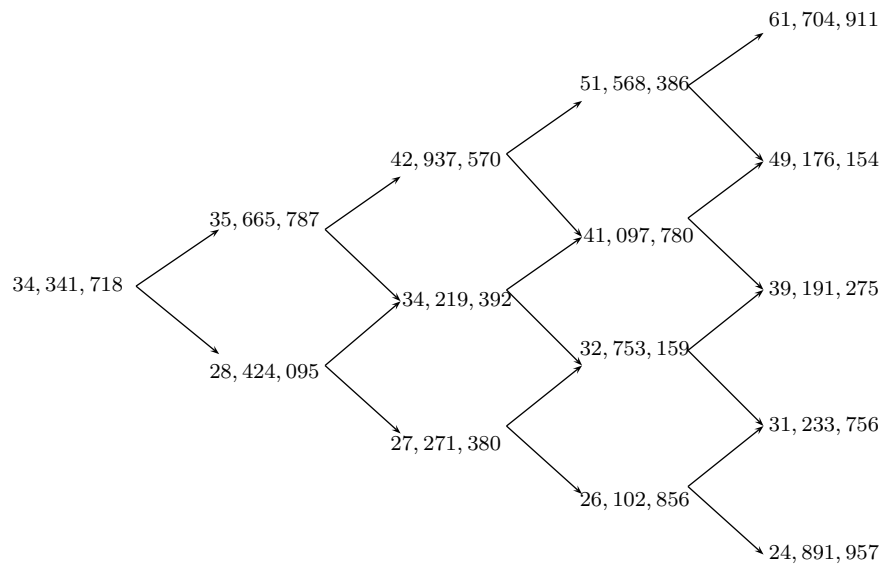 61, 704, 911
51, 568, 386
42, 937, 570
49, 176, 154
35, 665, 787
41, 097, 780
34, 341, 718
34, 219, 392
39, 191, 275
32, 753, 159
28, 424, 095
31, 233, 756
27, 271, 380
26, 102, 856
24, 891, 957